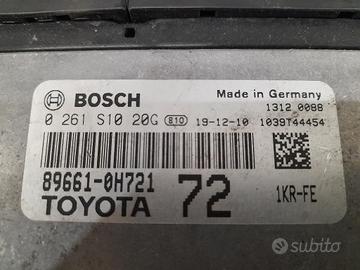 BOSCH
Made in Germany
1312 0088
0 261 S10 20G 810 19-12-10 1039T44454
89661-0H721
TOYOTA
72
1KR-FE
subito